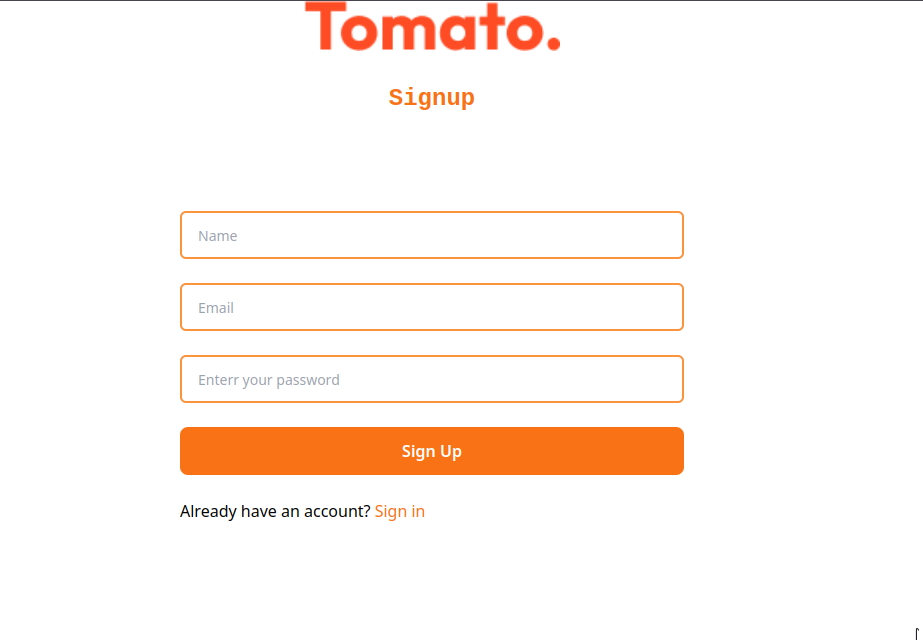 Tomato.
Signup
Name
Email
Enterr your password
Sign Up
Already have an account? Sign in